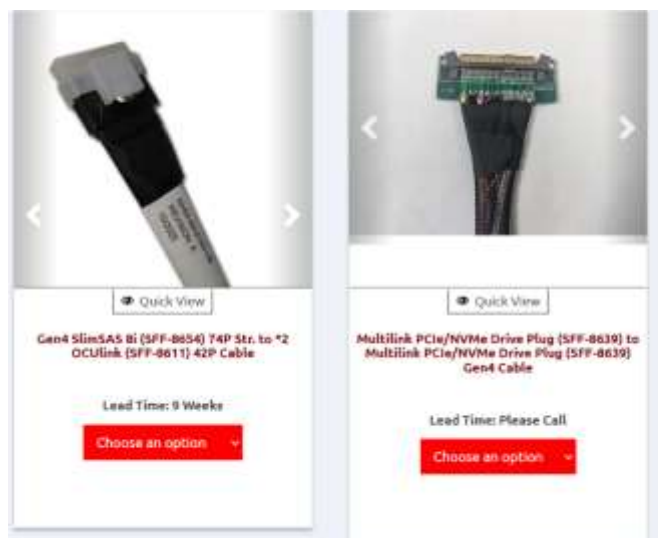 Quick View
Gen4 SlimSAS 8i (SFF-8654) 74P Str. to *2
OCUlink (SFF-8611) 42P Cable
Lead Time: 9 Weeks
Choose an option
Quick View
Multilink PCIe/NVMe Drive Plug (SFF-8639) to
Multilink PCIe/NVMe Drive Plug (SFF-8639)
Gen4 Cable
Lead Time: Please Call
Choose an option